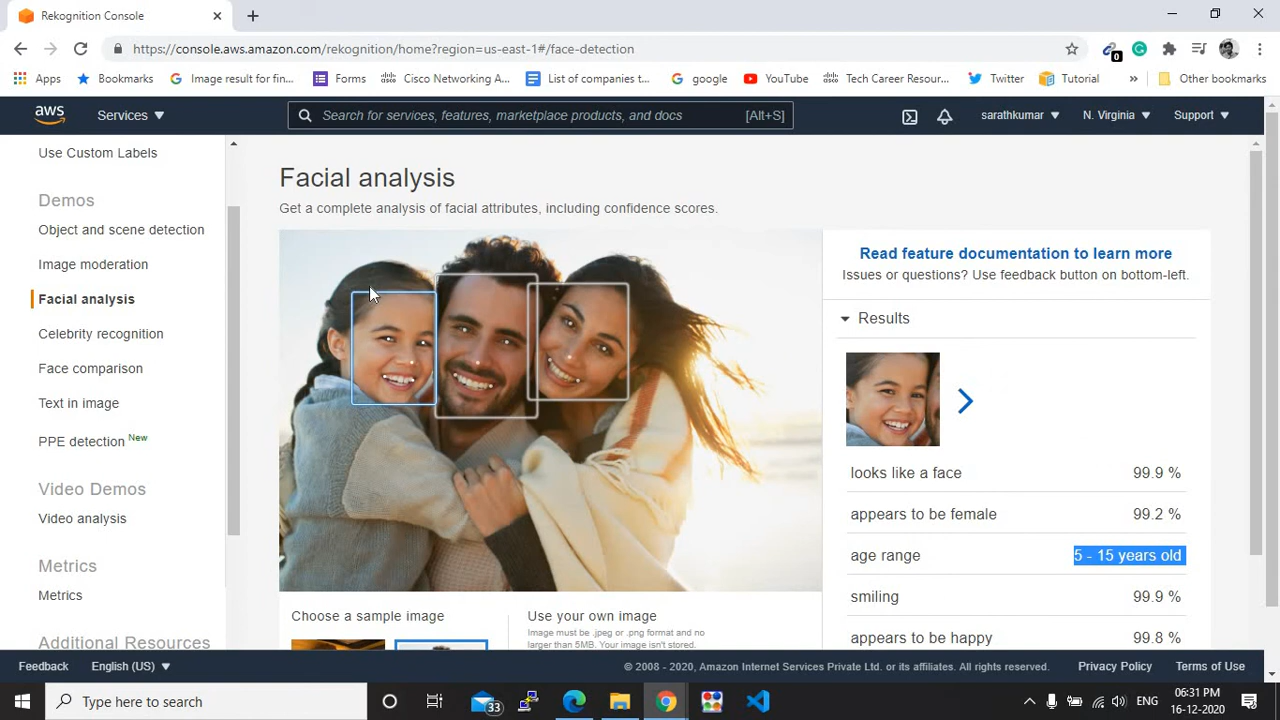 Rekognition Console
https://console.aws.amazon.com/rekognition/home?region=us-east-1#/face-detection
0
Apps Bookmarks Image result for fin... Forms Cisco Networking A... List of companies t... google YouTube Tech Career Resour... Twitter Tutorial » Other bookmarks
aws Services Search for services, features, marketplace products, and docs [Alt+S] sarathkumar N. Virginia Support
Use Custom Labels
Demos
Object and scene detection
Image moderation
Facial analysis
Celebrity recognition
Face comparison
Text in image
PPE detection New
Video Demos
Video analysis
Metrics
Metrics
Additional Resources
Facial analysis
Get a complete analysis of facial attributes, including confidence scores.
Choose a sample image
Use your own image
Image must be .jpeg or .png format and no
larger than 5MB. Your image isn't stored.
Read feature documentation to learn more
Issues or questions? Use feedback button on bottom-left.
Results
looks like a face 99.9 %
appears to be female 99.2 %
age range 5 - 15 years old
smiling 99.9 %
appears to be happy 99.8 %
Feedback English (US) © 2008 - 2020, Amazon Internet Services Private Ltd. or its affiliates. All rights reserved. Privacy Policy Terms of Use
Type here to search 33 ENG 06:31 PM
16-12-2020